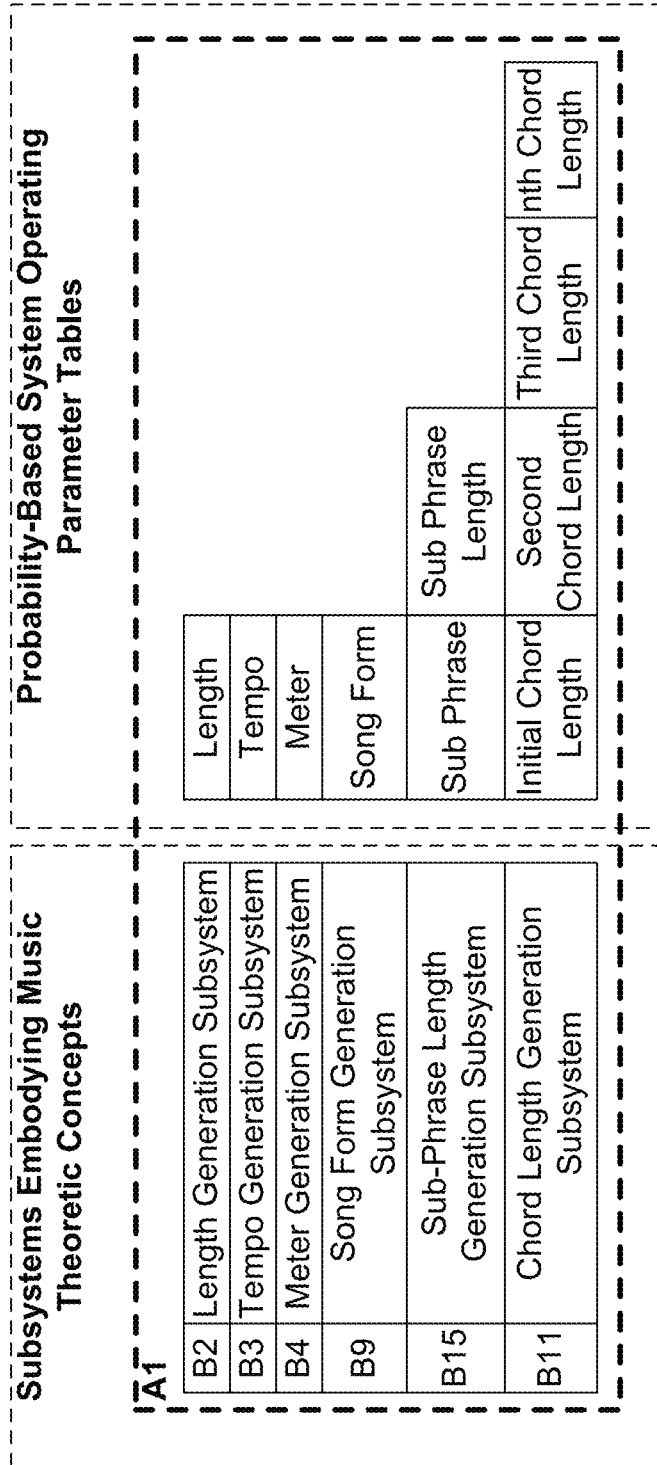 Subsystems Embodying Music
Theoretic Concepts
Probability-Based System Operating
Parameter Tables
A1
B2
Length Generation Subsystem
Length
B3
Tempo Generation Subsystem
Tempo
B4
Meter Generation Subsystem
Meter
B9
Song Form Generation
Subsystem
Song Form
B15
Sub-Phrase Length
Generation Subsystem
Sub Phrase
Sub Phrase
Length
B11
Chord Length Generation
Subsystem
Initial Chord
Length
Second
Chord Length
Third Chord
Length
nth Chord
Length